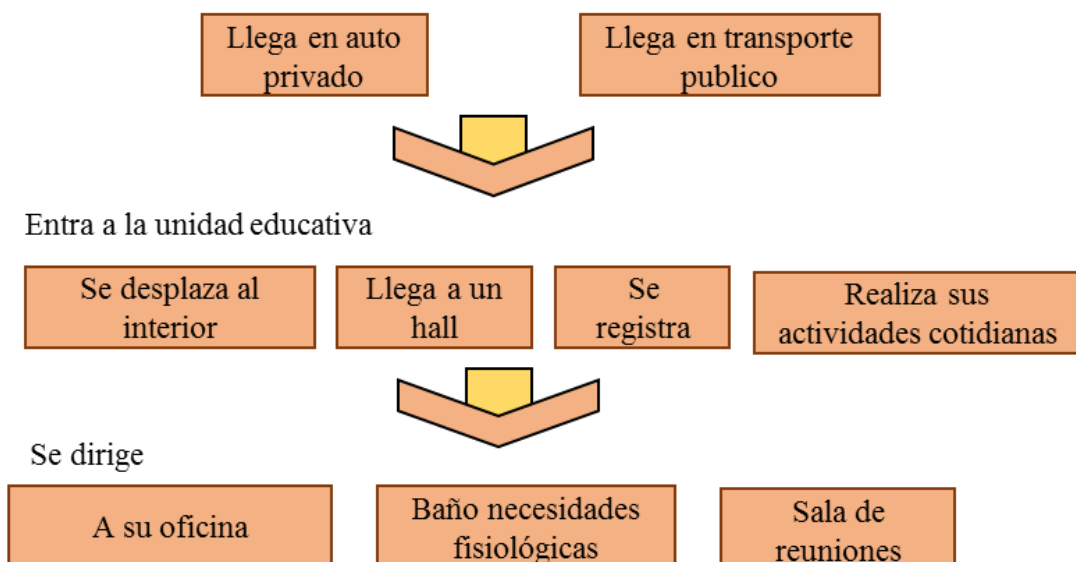 Llega en auto
privado
Llega en transporte
publico
Entra a la unidad educativa
Se desplaza al
interior
Llega a un
hall
Se
registra
Realiza sus
actividades cotidianas
Se dirige
A su oficina
Baño necesidades
fisiológicas
Sala de
reuniones